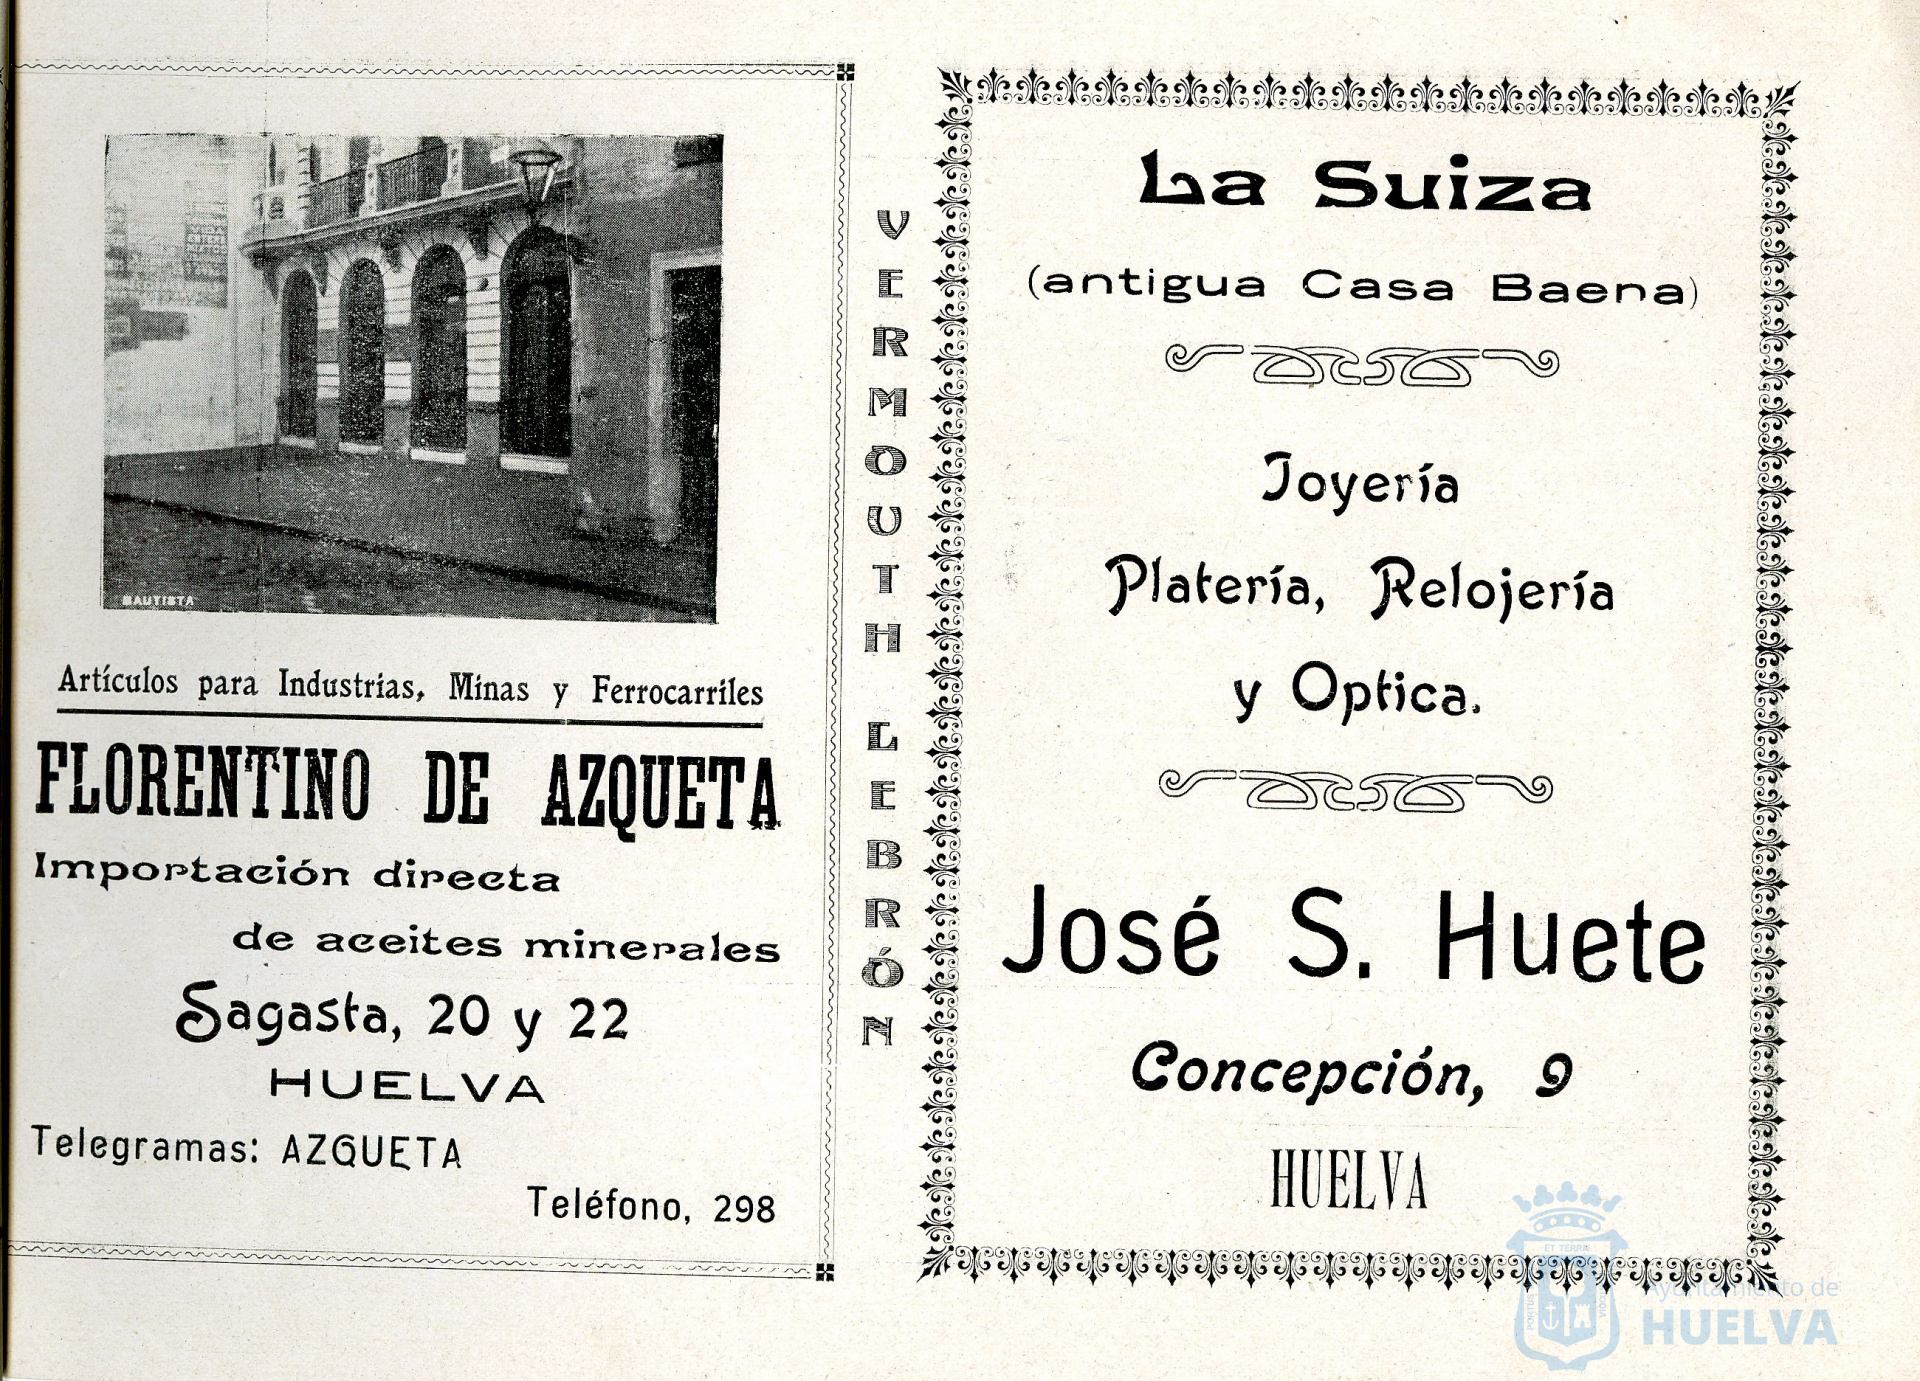 BAUTISTA
Artículos para Industrias, Minas y Ferrocarriles
FLORENTINO DE AZQUETA
Importación directa
de aceites minerales
Sagasta, 20 y 22
HUELVA
Telegramas: AZQUETA
Teléfono, 298
VERMOUTH LEBRÓN
La Suiza
(antigua Casa Baena)
Joyería
Platería, Relojería
y Optica.
José S. Huete
Concepción, 9
HUELVA
Ayuntamiento de
HUELVA